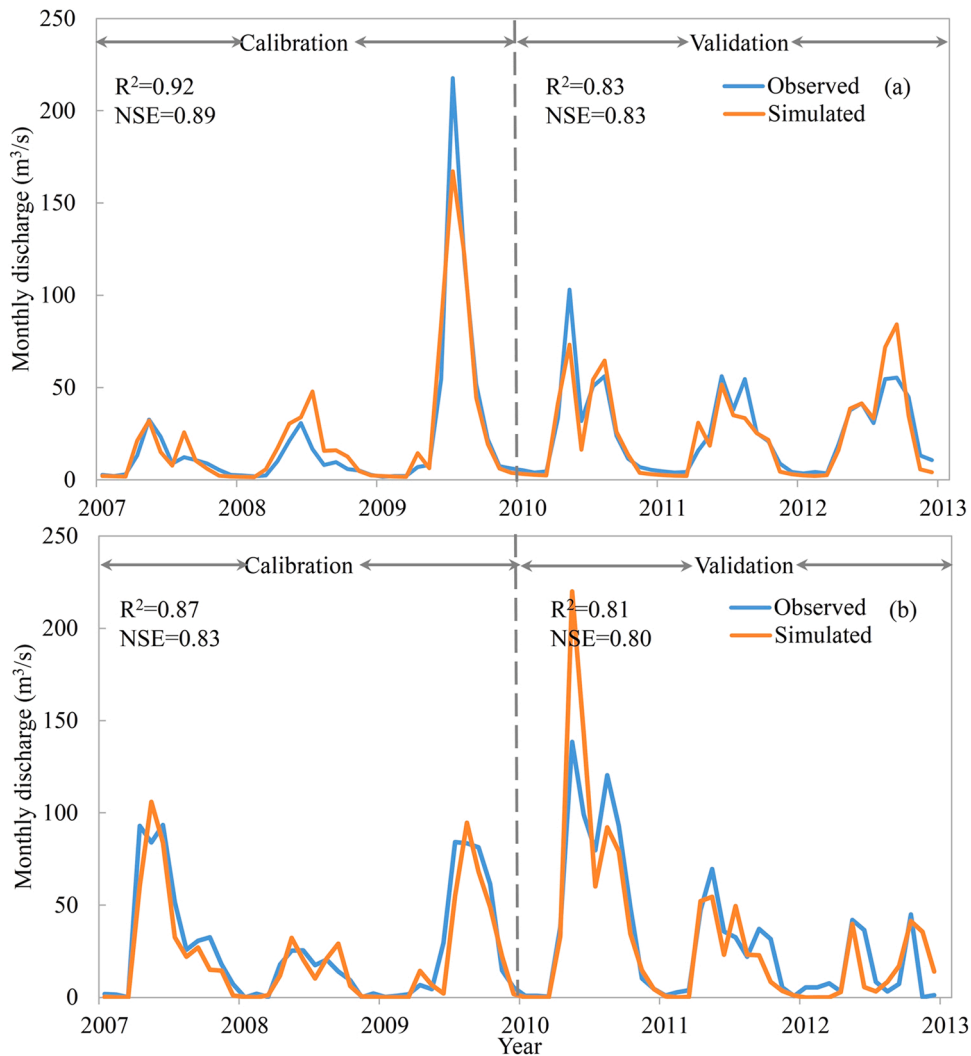 250
Calibration
Validation
R²=0.92
NSE=0.89
R²=0.83
NSE=0.83
Observed
Simulated
(a)
200
150
100
50
0
Monthly discharge (m³/s)
2007
2008
2009
2010
2011
2012
2013
250
Calibration
Validation
R²=0.87
NSE=0.83
R²=0.81
NSE=0.80
Observed
Simulated
(b)
200
150
100
50
0
Monthly discharge (m³/s)
2007
2008
2009
2010
2011
2012
2013
Year